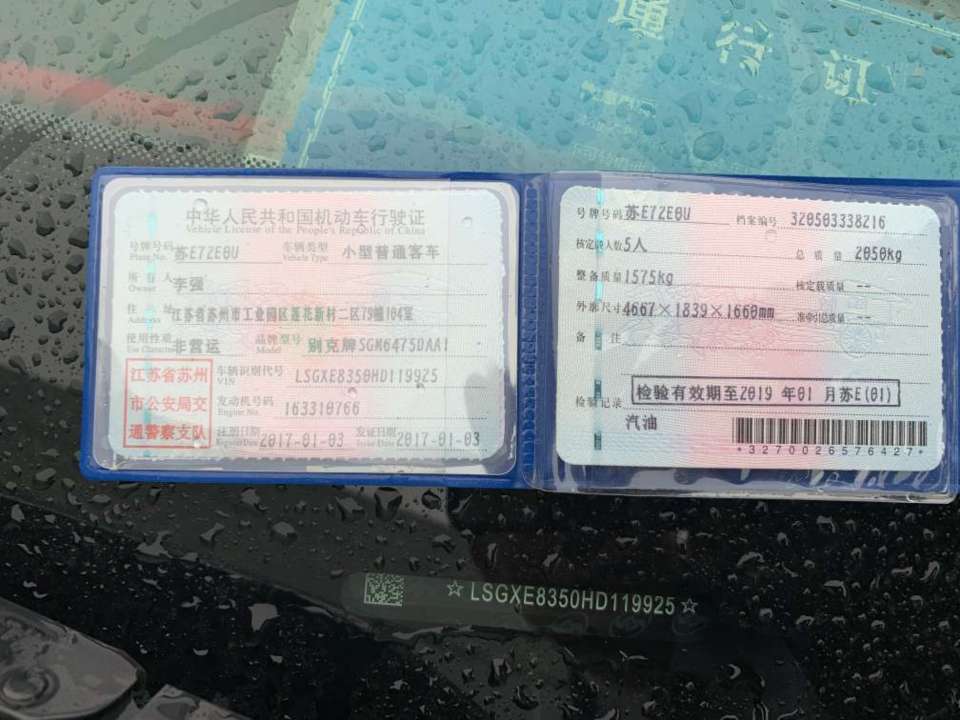 通行证
中华人民共和国机动车行驶证
Vehicle License of the People's Republic of China
号牌号码 苏E72E0U 车辆类型 小型普通客车
Plate No. Vehicle Type
所有人 李强
Owner
住址 江苏省苏州市工业园区莲花新村二区79幢104室
Address
使用性质 非营运 品牌型号 别克牌SGM6475DAA1
Use Character Model
江苏省苏州
市公安局交
通警察支队
车辆识别代号 LSGXE8350HD119925
VIN
发动机号码 163310766
Engine No.
注册日期 2017-01-03 发证日期 2017-01-03
Register Date Issue Date
号牌号码 苏E72E0U 档案编号 320503338216
核定载人数 5人 总质量 2050kg
整备质量 1575kg 核定载质量 --
外廓尺寸 4667×1839×1660mm 准牵引总质量 --
备注
检验记录 检验有效期至2019年01月苏E(01)
汽油
*3270026576427*
☆LSGXE8350HD119925☆